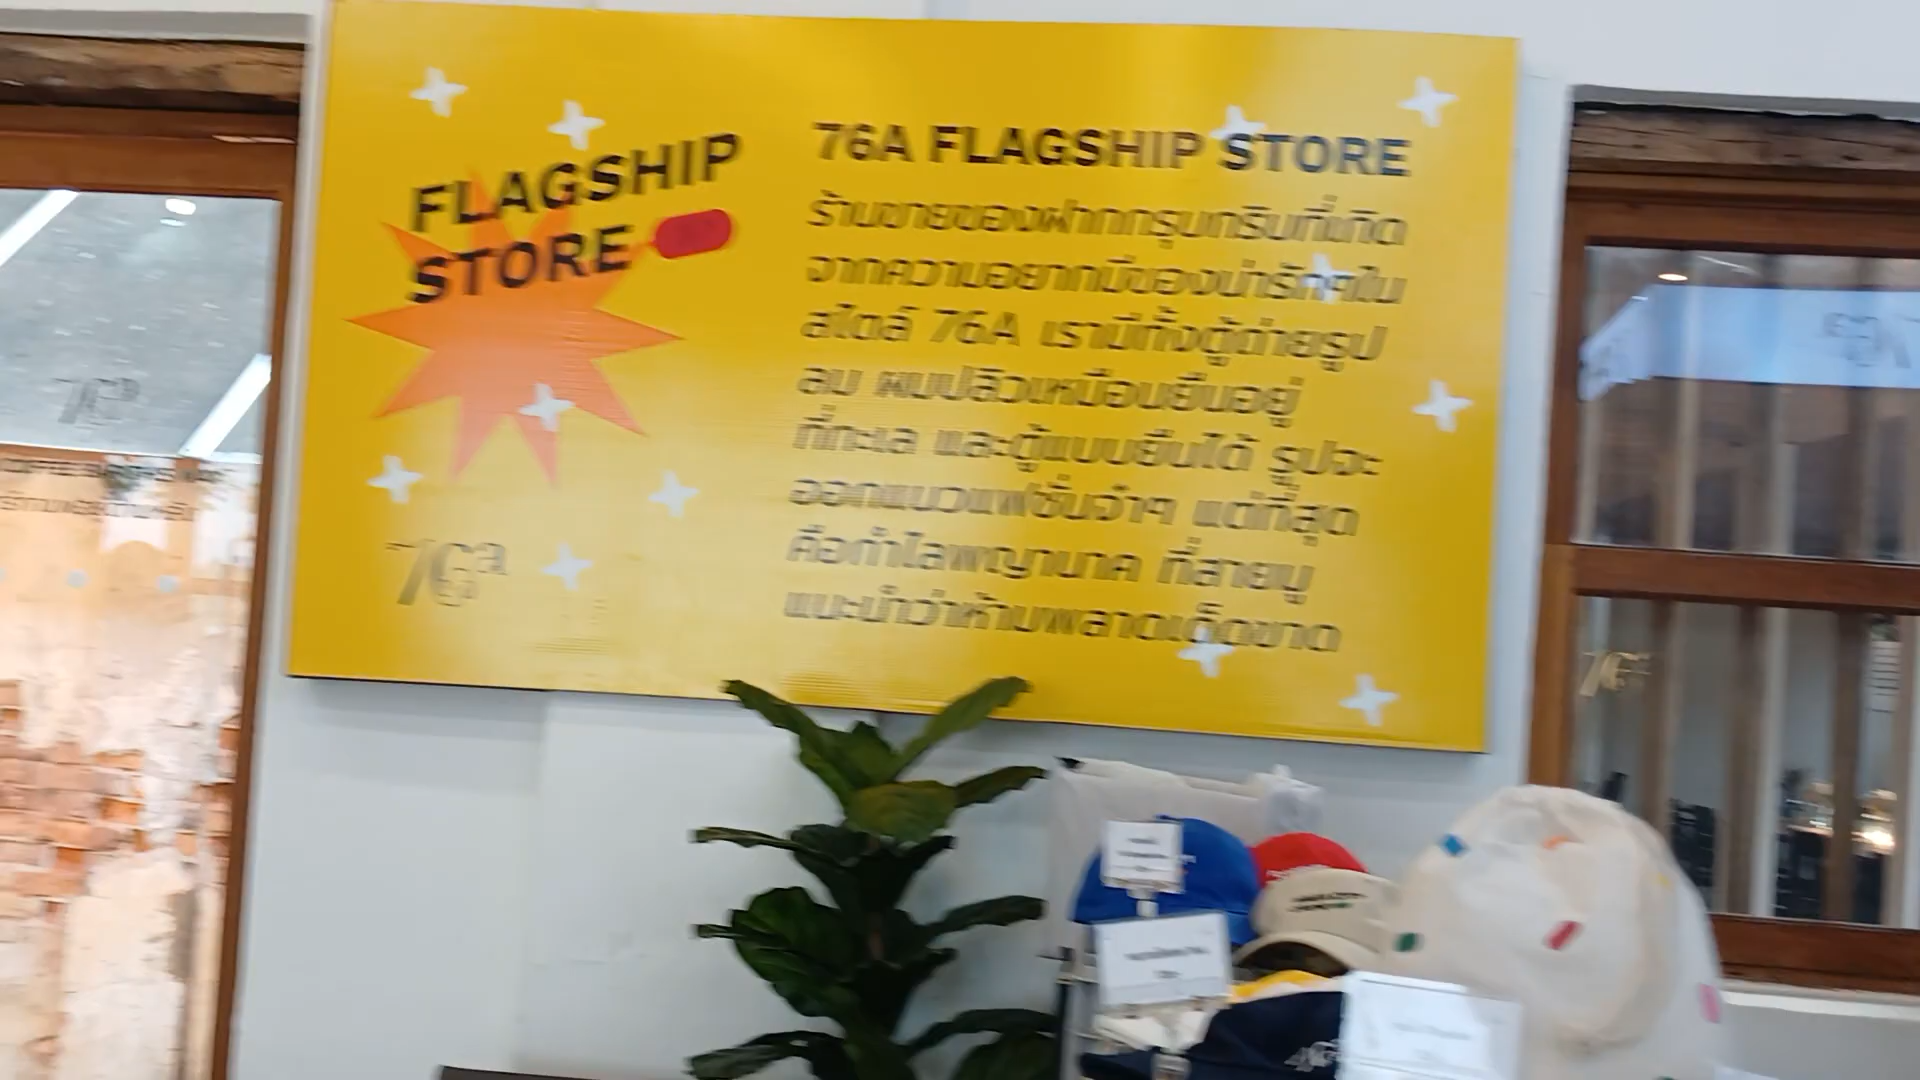 FLAGSHIP
STORE
76a
76A FLAGSHIP STORE
ร้านขายของฝากกรุบกริบที่เกิด
จากความอยากมีของน่ารักๆใน
สไตล์ 76A เรามีทั้งตู้ถ่ายรูป
ลม ผมปลิวเหมือนยืนอยู่
ที่ทะเล และตู้แบบยืนได้ รูปจะ
ออกแนวแฟชั่นจ๋าๆ แต่ที่สุด
คือกำไลพญานาค ที่สายมู
แนะนำว่าห้ามพลาดเด็ดขาด